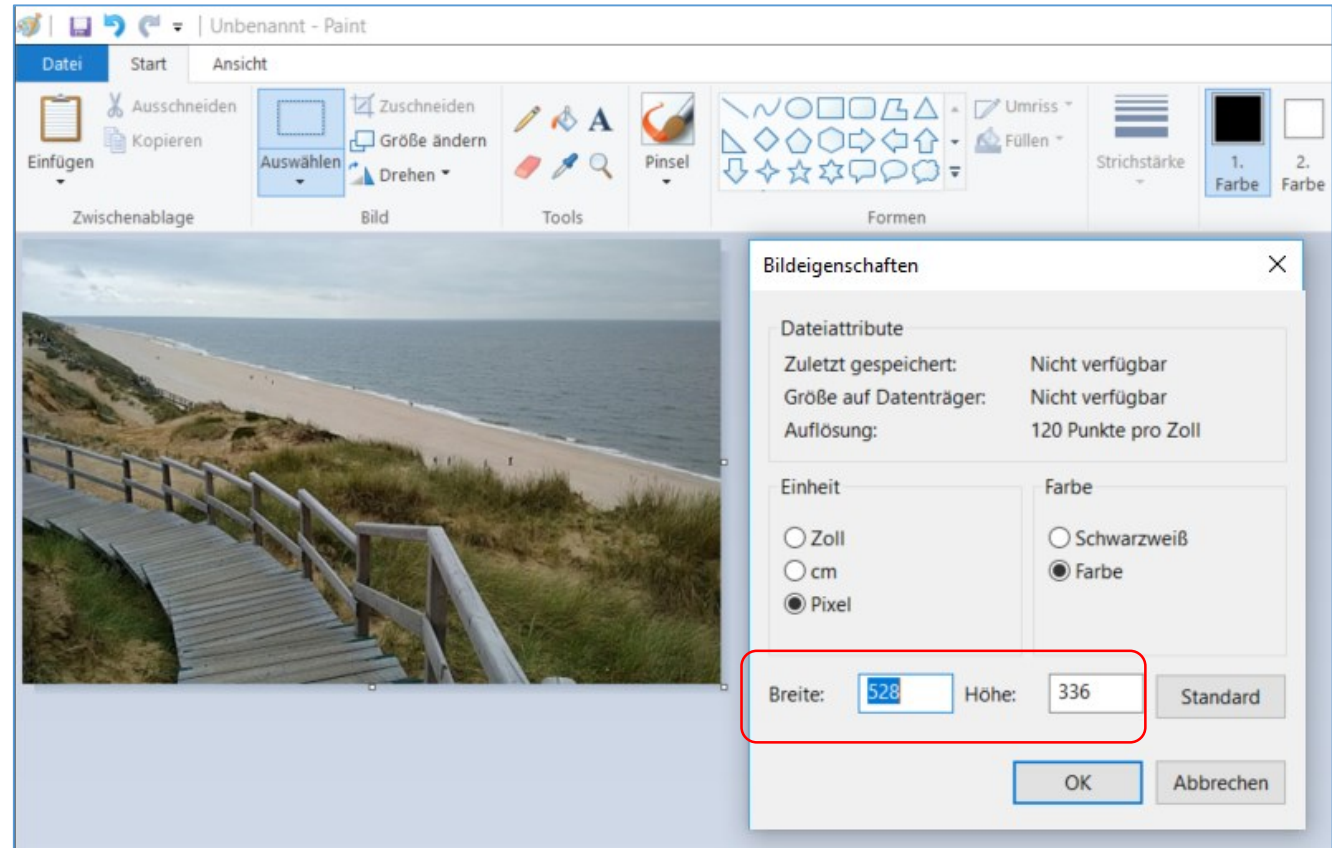 Unbenannt - Paint
Datei Start Ansicht
Einfügen
Ausschneiden
Kopieren
Zwischenablage
Auswählen
Zuschneiden
Größe ändern
Drehen
Bild
A
Tools
Pinsel
Umriss
Füllen
Formen
Strichstärke
1.
Farbe
2.
Farbe
Bildeigenschaften
Dateiattribute
Zuletzt gespeichert: Nicht verfügbar
Größe auf Datenträger: Nicht verfügbar
Auflösung: 120 Punkte pro Zoll
Einheit
Zoll
cm
Pixel
Farbe
Schwarzweiß
Farbe
Breite: 528 Höhe: 336 Standard
OK Abbrechen